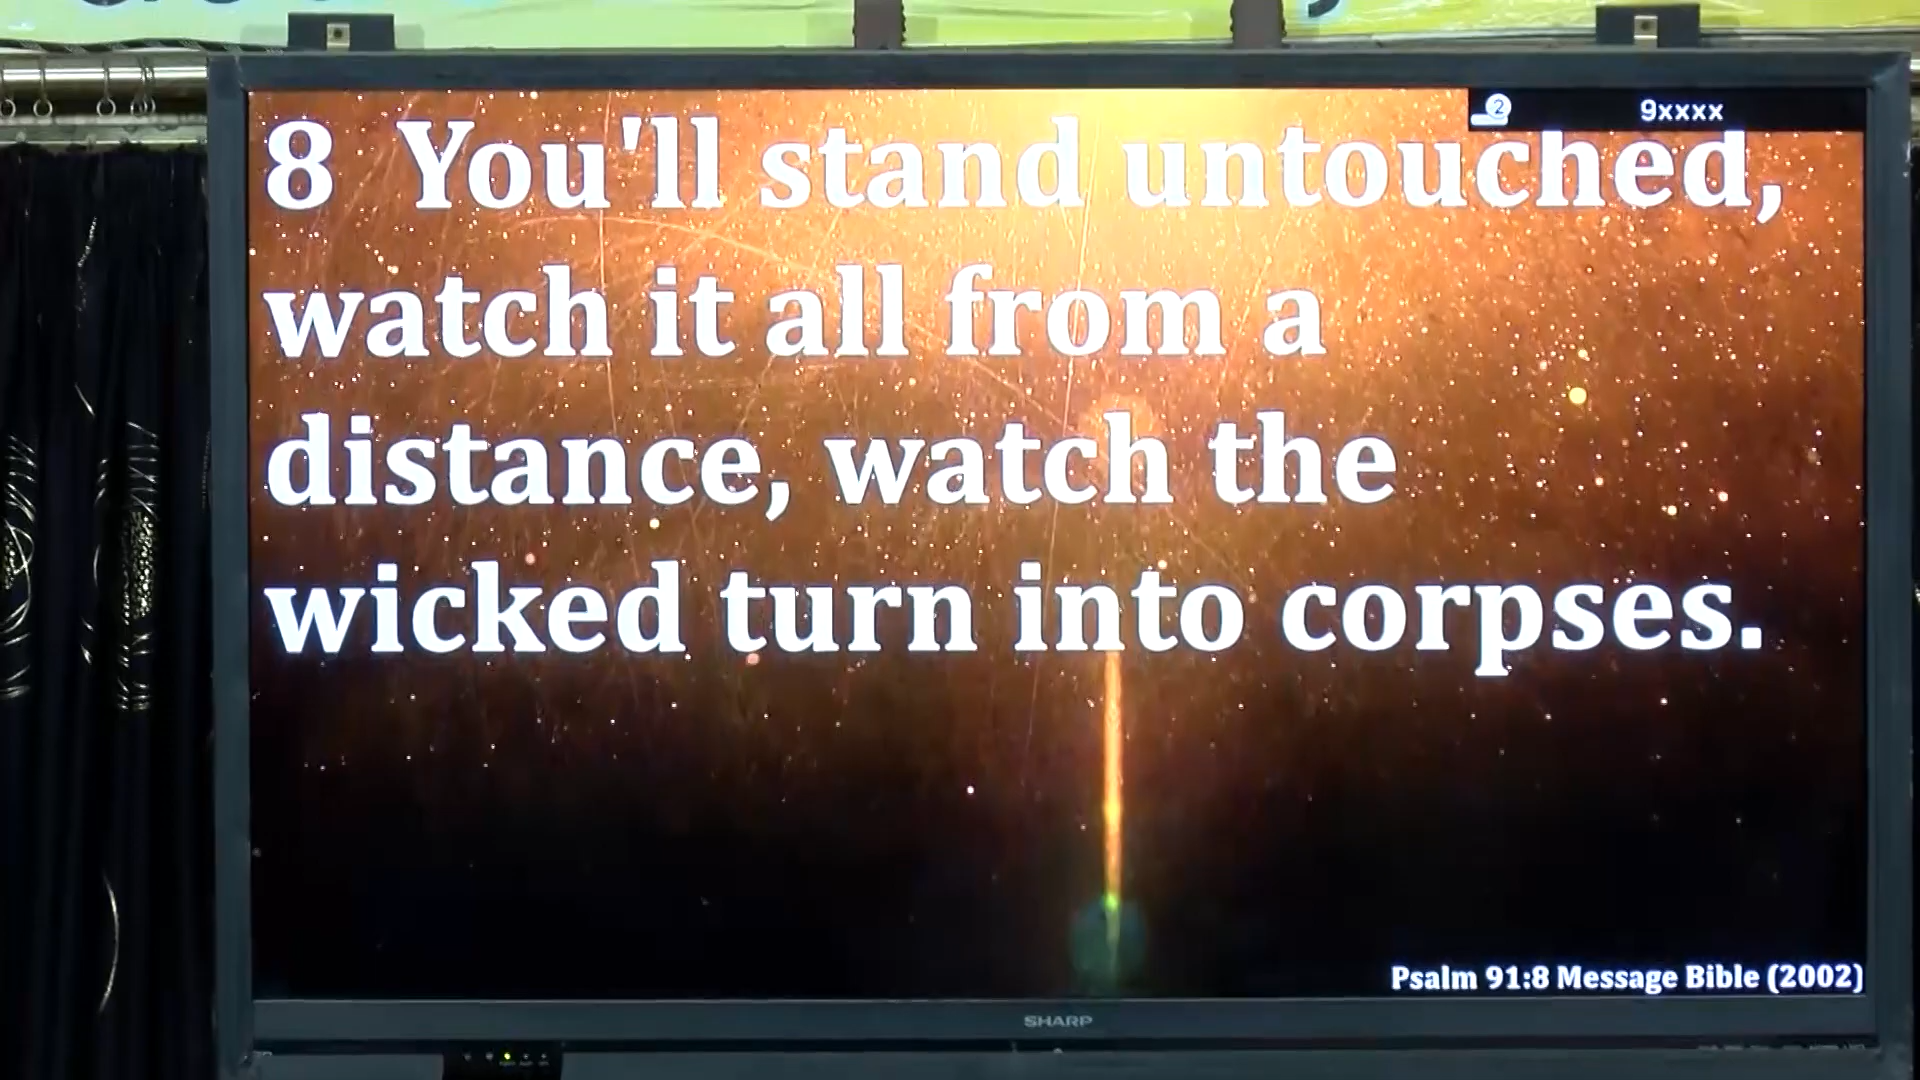 9xxxx
8 You'll stand untouched,
watch it all from a
distance, watch the
wicked turn into corpses.
Psalm 91:8 Message Bible (2002)
SHARP